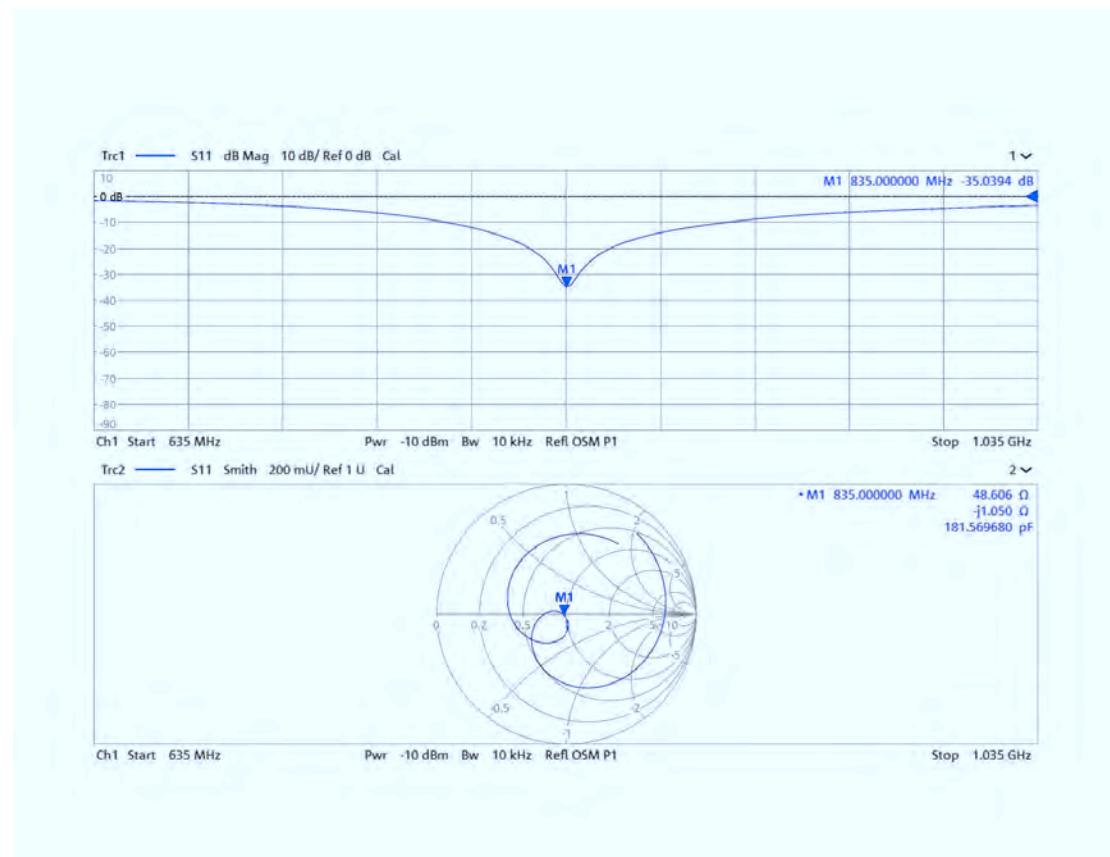 Trc1 S11 dB Mag 10 dB/ Ref 0 dB Cal 1
10
M1 835.000000 MHz -35.0394 dB
0 dB
-10
-20
-30
M1
-40
-50
-60
-70
-80
-90
Ch1 Start 635 MHz Pwr -10 dBm Bw 10 kHz Refl OSM P1 Stop 1.035 GHz
Trc2 S11 Smith 200 mU/ Ref 1 U Cal 2
• M1 835.000000 MHz 48.606 Ω
-j1.050 Ω
181.569680 pF
1
0.5 2
5
M1
0 0.2 0.5 1 2 5 10
-5
-0.5 -2
-1
Ch1 Start 635 MHz Pwr -10 dBm Bw 10 kHz Refl OSM P1 Stop 1.035 GHz